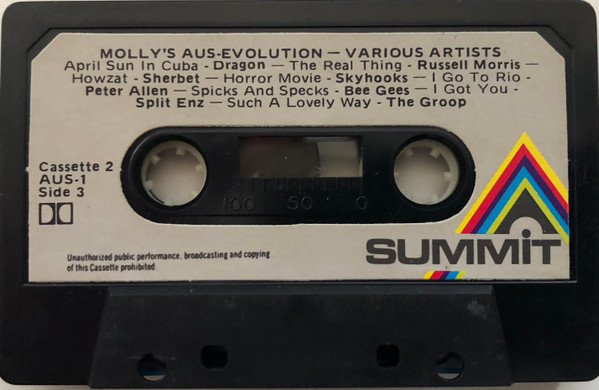 MOLLY'S AUS-EVOLUTION — VARIOUS ARTISTS
April Sun In Cuba - Dragon — The Real Thing - Russell Morris —
Howzat - Sherbet — Horror Movie - Skyhooks — I Go To Rio -
Peter Allen — Spicks And Specks - Bee Gees — I Got You -
Split Enz — Such A Lovely Way - The Groop
Cassette 2
AUS-1
Side 3
100 50 0
SUMMiT
Unauthorized public performance, broadcasting and copying
of this Cassette prohibited.